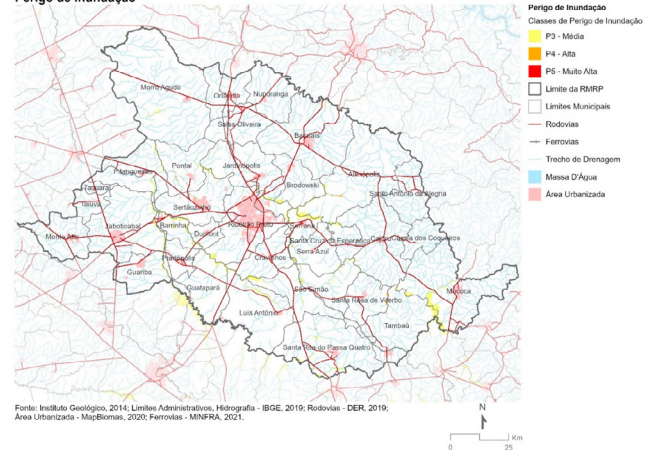 Perigo de Inundação
Perigo de Inundação
Classes de Perigo de Inundação
P3 - Média
P4 - Alta
P5 - Muito Alta
Limite da RMRP
Limites Municipais
Rodovias
Ferrovias
Trecho de Drenagem
Massa D'Água
Área Urbanizada
Morro Agudo
Orlândia
Nuporanga
Sales Oliveira
Batatais
Pitangueiras
Pontal
Jardinópolis
Brodowski
Altinópolis
Santo Antônio da Alegria
Taquaral
Taiúva
Sertãozinho
Jaboticabal
Barrinha
Dumont
Ribeirão Preto
Serrana
Monte Alto
Santa Cruz da Esperança
Cajuru
Cássia dos Coqueiros
Serra Azul
Pradópolis
Cravinhos
Guariba
Guatapará
São Simão
Mococa
Santa Rosa de Viterbo
Luís Antônio
Tambaú
Santa Rita do Passa Quatro
Fonte: Instituto Geológico, 2014; Limites Administrativos, Hidrografia - IBGE, 2019; Rodovias - DER, 2019;
Área Urbanizada - MapBiomas, 2020; Ferrovias - MINFRA, 2021.
N
Km
0 25